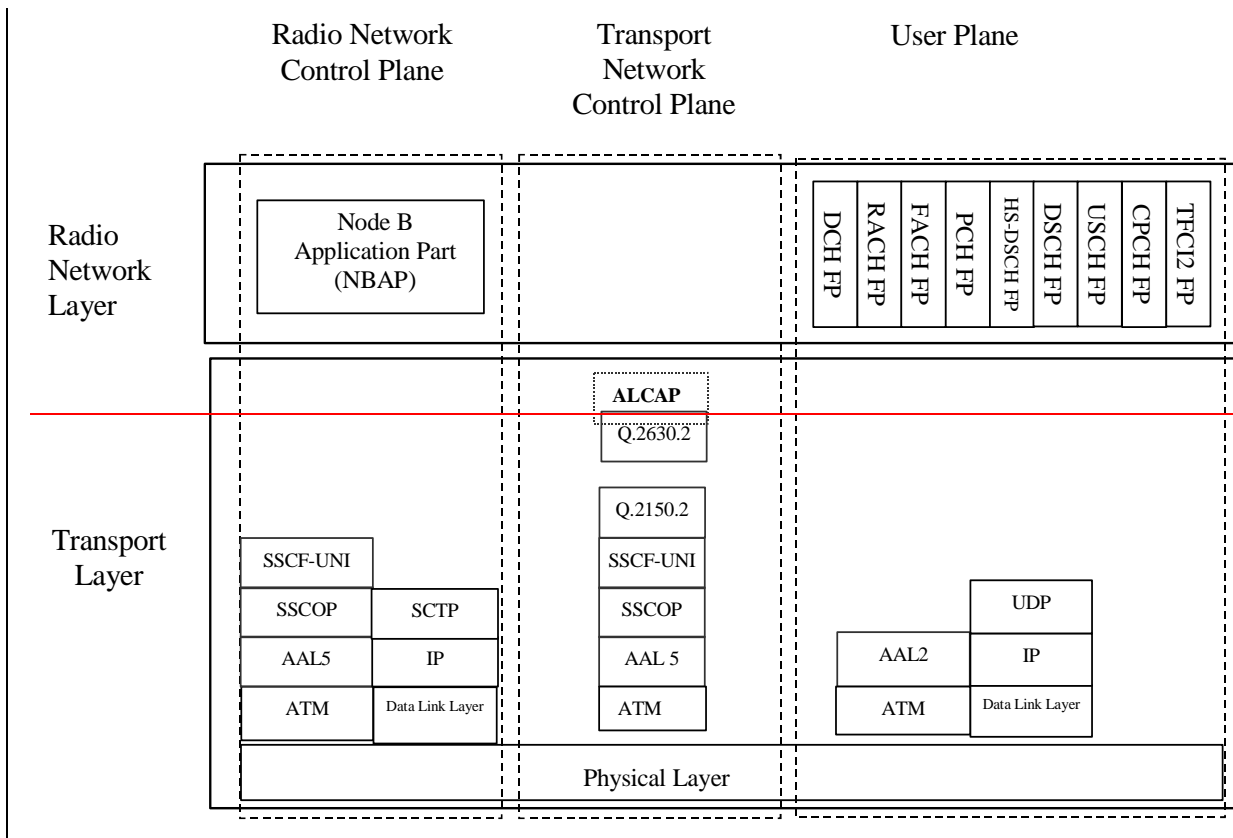 Radio Network
Control Plane
Transport
Network
Control Plane
User Plane
Radio
Network
Layer
Node B
Application Part
(NBAP)
DCH FP
RACH FP
FACH FP
PCH FP
HS-DSCH FP
DSCH FP
USCH FP
CPCH FP
TFCI2 FP
ALCAP
Q.2630.2
Q.2150.2
Transport
Layer
SSCF-UNI
SSCF-UNI
SSCOP
SCTP
SSCOP
UDP
AAL5
IP
AAL 5
AAL2
IP
ATM
Data Link Layer
ATM
ATM
Data Link Layer
Physical Layer